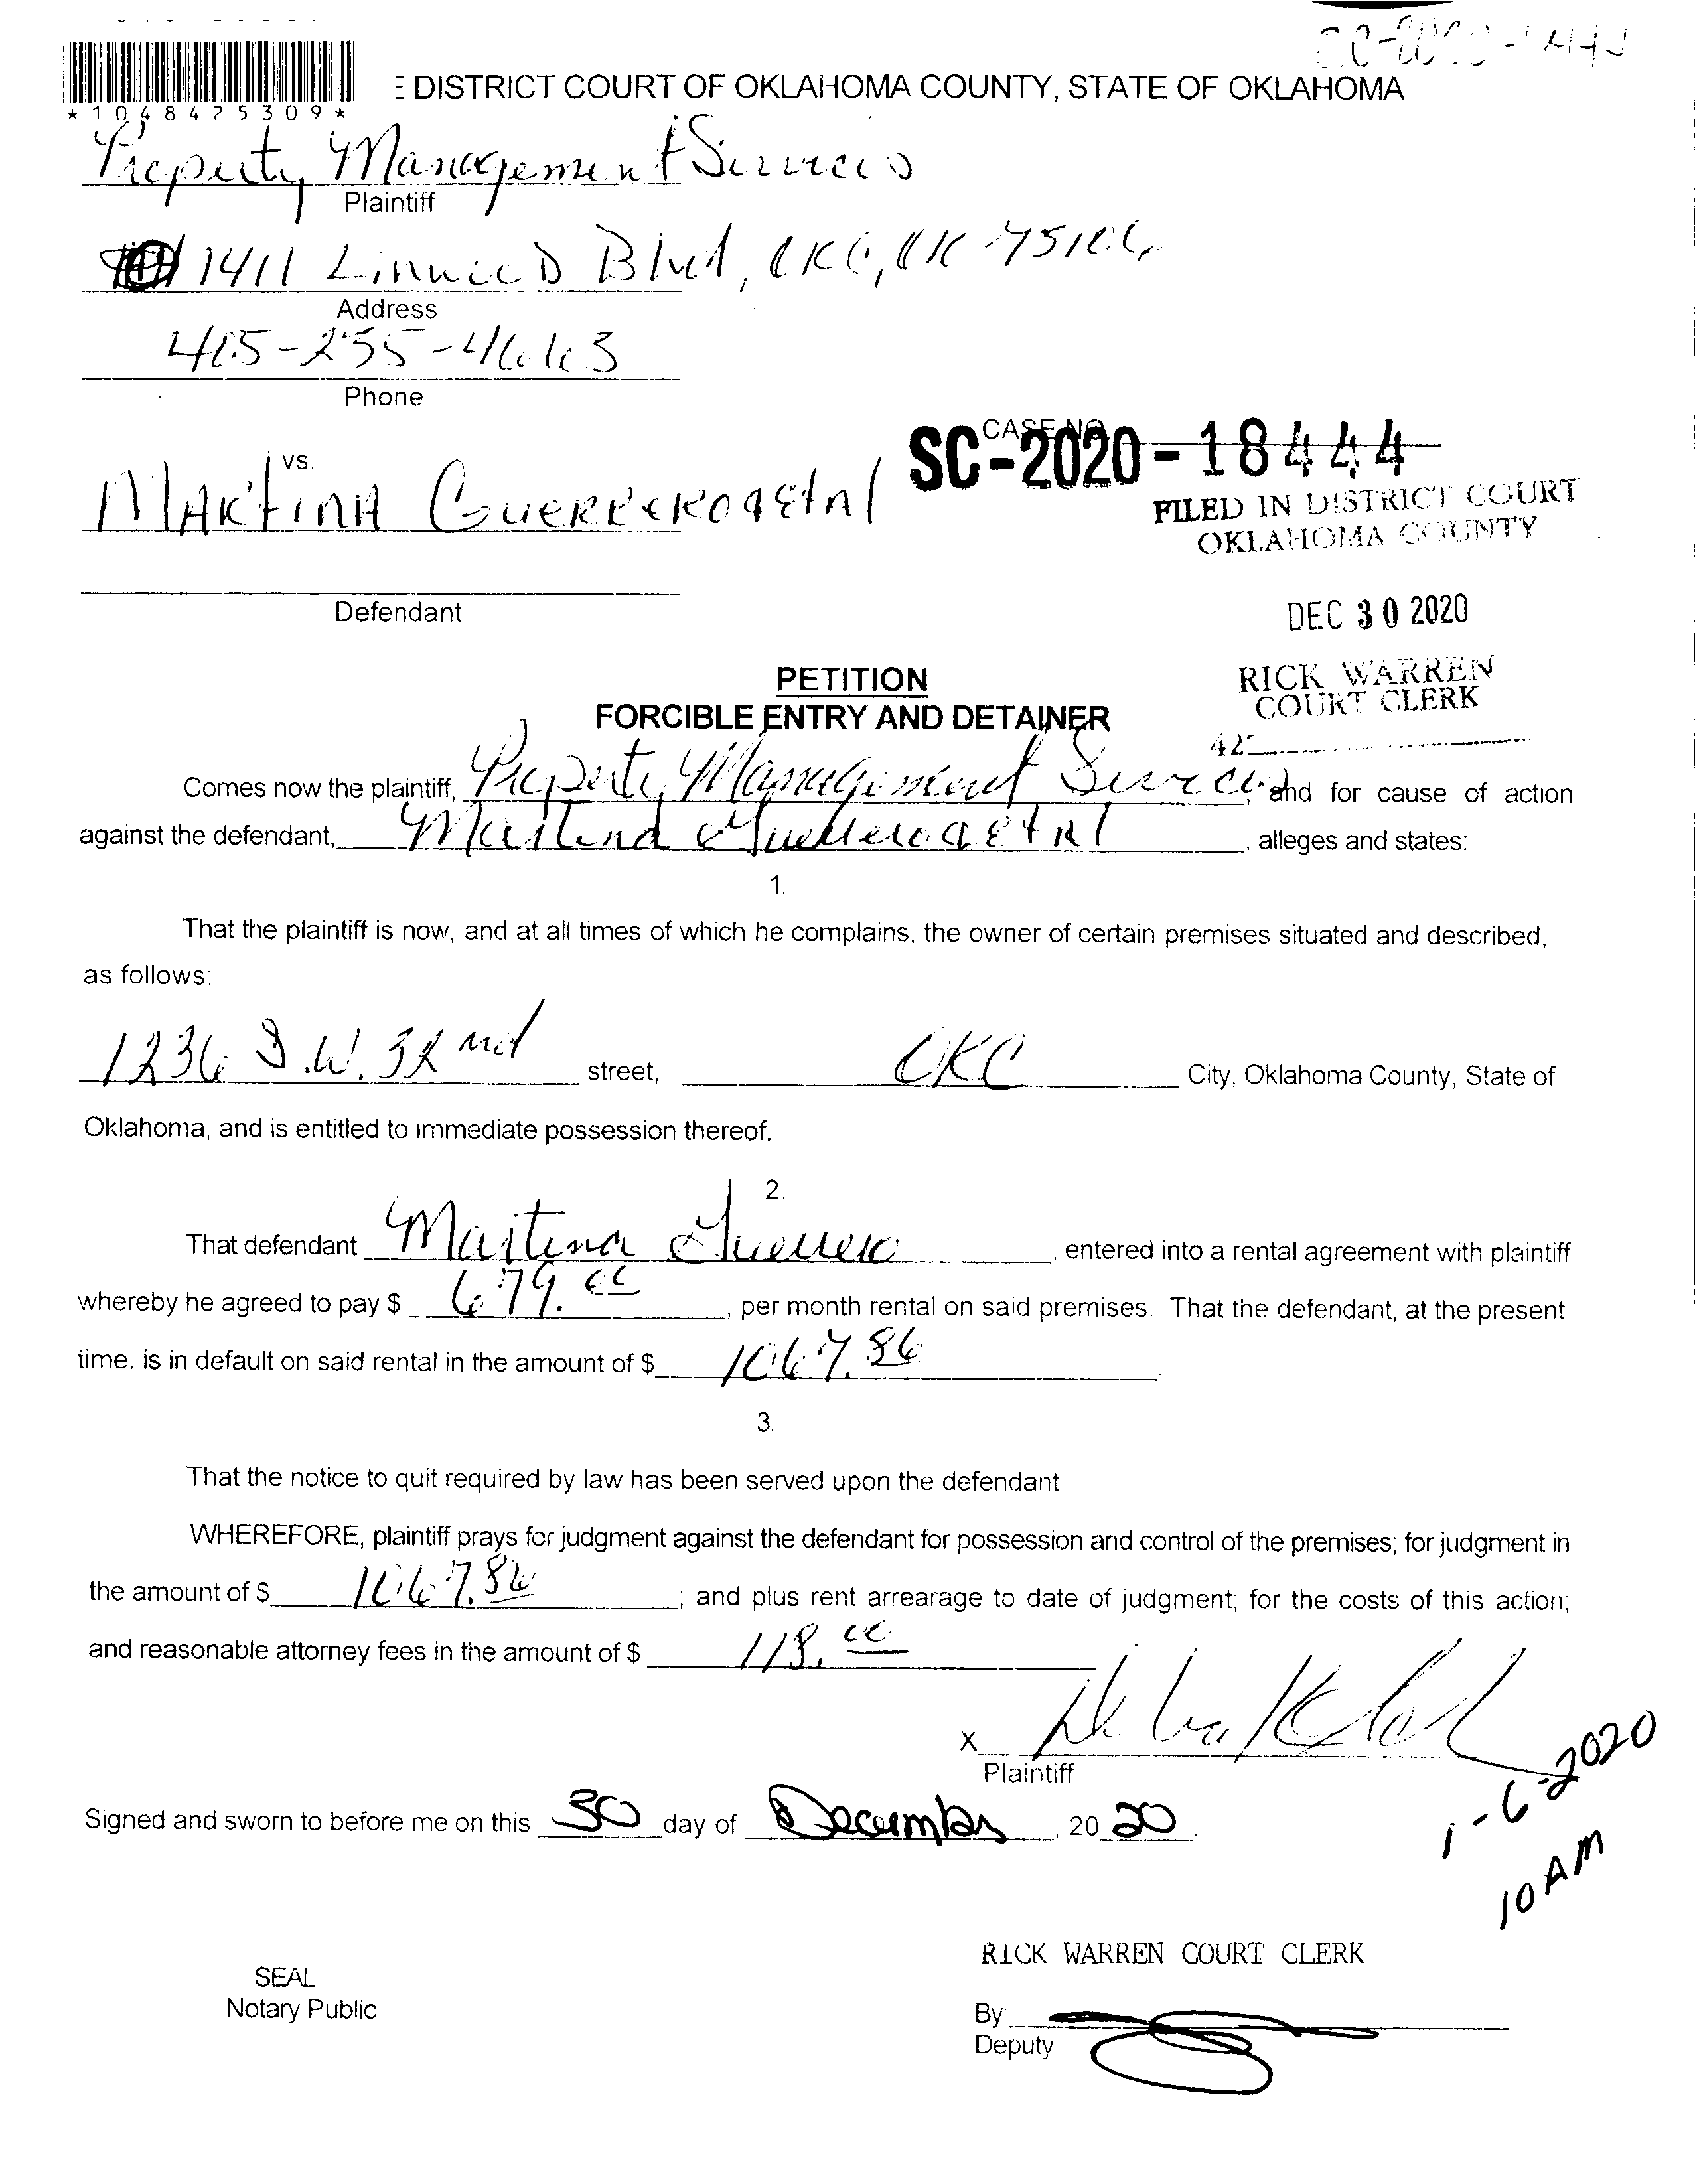 DISTRICT COURT OF OKLAHOMA COUNTY, STATE OF OKLAHOMA
*1048425309*
Property Management Services
Plaintiff
1411 Linwood Blvd, OKC, OK 73106
Address
405-255-4663
Phone
CASE NO.
SC-2020-18444
vs.
MARTINA GUERRERO
FILED IN DISTRICT COURT
OKLAHOMA COUNTY
Defendant
DEC 30 2020
PETITION
RICK WARREN
COURT CLERK
FORCIBLE ENTRY AND DETAINER
42
Comes now the plaintiff, Property Management Services, and for cause of action
against the defendant, Martina Guerrero, alleges and states:
1.
That the plaintiff is now, and at all times of which he complains, the owner of certain premises situated and described,
as follows:
1236 S.W. 32nd street, OKC City, Oklahoma County, State of
Oklahoma, and is entitled to immediate possession thereof.
2.
That defendant Martina Guerrero, entered into a rental agreement with plaintiff
whereby he agreed to pay $ 679.00, per month rental on said premises. That the defendant, at the present
time, is in default on said rental in the amount of $ 1067.86.
3.
That the notice to quit required by law has been served upon the defendant
WHEREFORE, plaintiff prays for judgment against the defendant for possession and control of the premises; for judgment in
the amount of $ 1067.86; and plus rent arrearage to date of judgment; for the costs of this action;
and reasonable attorney fees in the amount of $ 118.00
X
Plaintiff
1-6-2020
10 AM
Signed and sworn to before me on this 30 day of December, 20 20.
RICK WARREN COURT CLERK
SEAL
Notary Public
By
Deputy